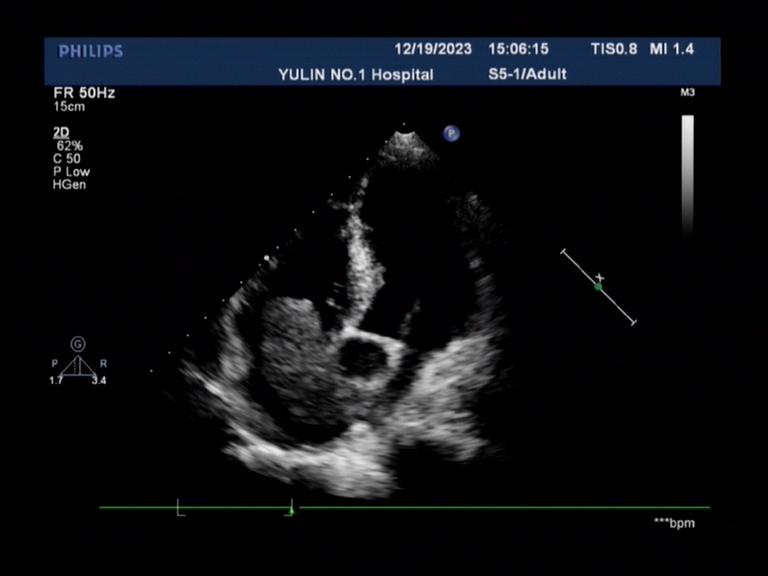 PHILIPS
12/19/2023 15:06:15 TIS0.8 MI 1.4
YULIN NO.1 Hospital S5-1/Adult
FR 50Hz
15cm
M3
2D
62%
C 50
P Low
HGen
P
G
P R
1.7 3.4
X
***bpm